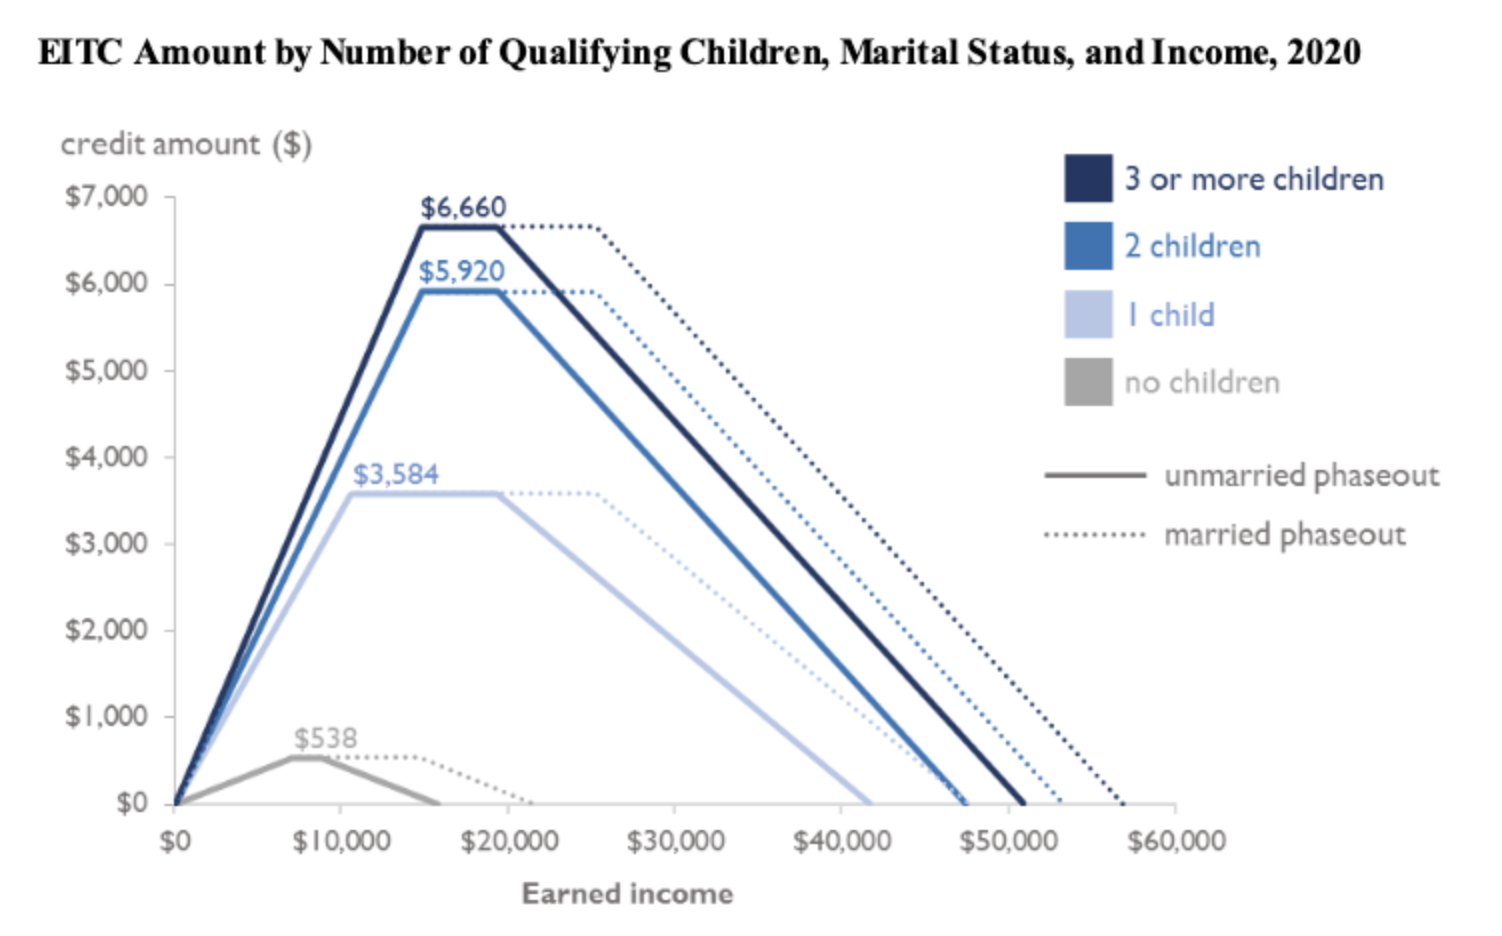 EITC Amount by Number of Qualifying Children, Marital Status, and Income, 2020
credit amount ($)
$7,000
$6,000
$5,000
$4,000
$3,000
$2,000
$1,000
$0
$6,660
$5,920
$3,584
$538
3 or more children
2 children
1 child
no children
unmarried phaseout
married phaseout
$0 $10,000 $20,000 $30,000 $40,000 $50,000 $60,000
Earned income